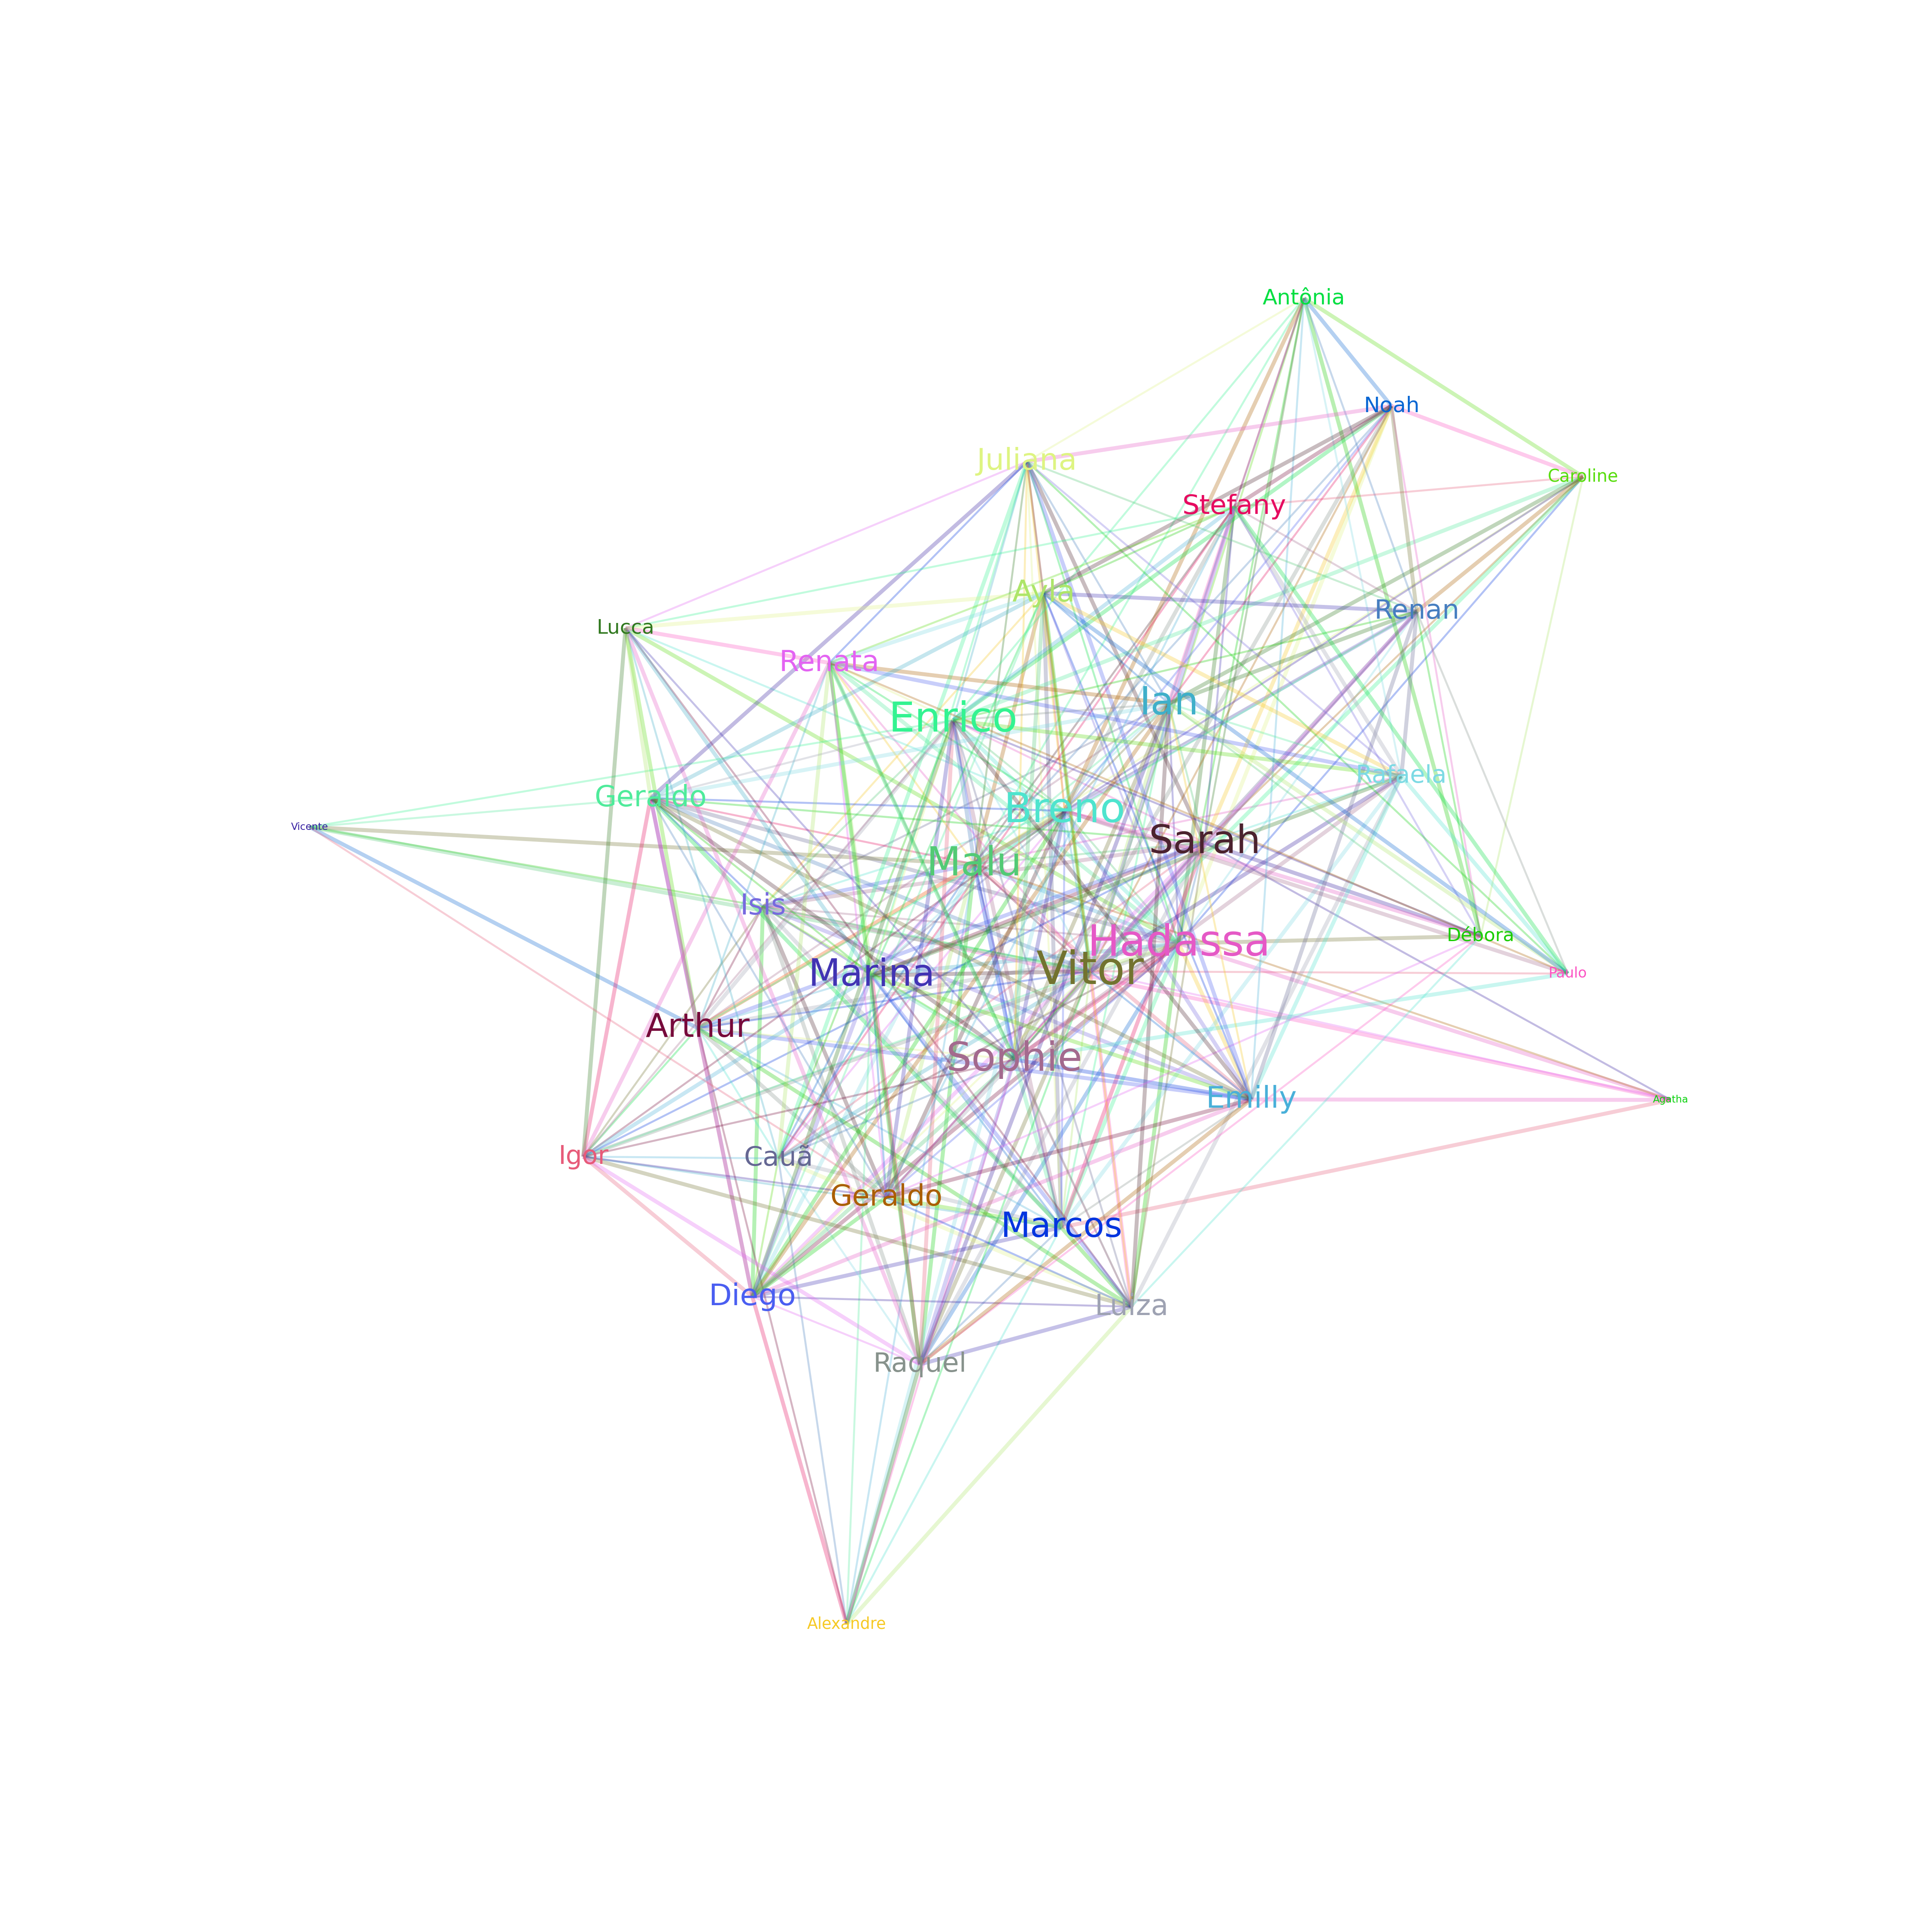 Antônia
Noah
Juliana
Caroline
Stefany
Ayla
Renan
Lucca
Renata
Ian
Enrico
Rafaela
Geraldo
Breno
Vicente
Sarah
Malu
Isis
Débora
Hadassa
Vitor
Marina
Paulo
Arthur
Sophie
Emilly
Agatha
Igor
Cauã
Geraldo
Marcos
Diego
Luiza
Raquel
Alexandre